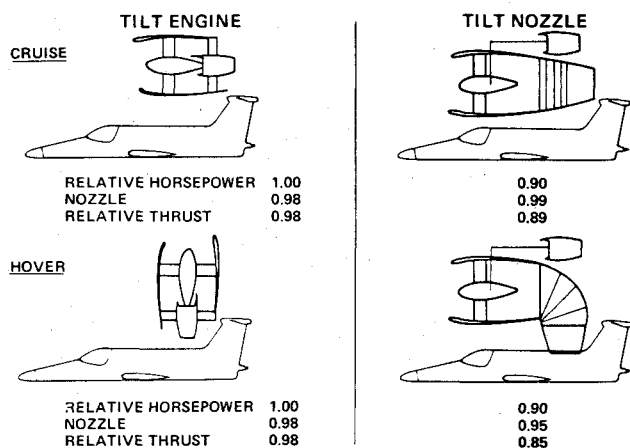 TILT ENGINE TILT NOZZLE
CRUISE
RELATIVE HORSEPOWER 1.00 0.90
NOZZLE 0.98 0.99
RELATIVE THRUST 0.98 0.89
HOVER
RELATIVE HORSEPOWER 1.00 0.90
NOZZLE 0.98 0.95
RELATIVE THRUST 0.98 0.85